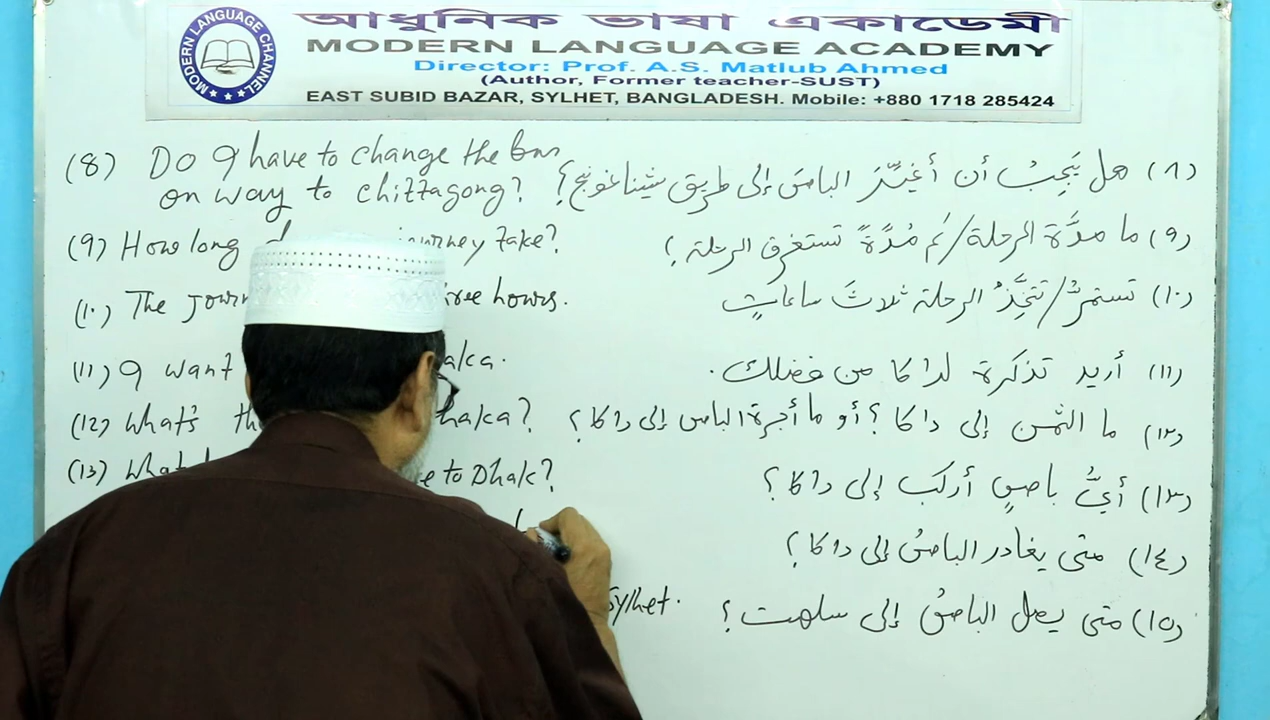 আধুনিক ভাষা একাডেমী
MODERN LANGUAGE CHANNEL
MODERN LANGUAGE ACADEMY
Director: Prof. A.S. Matlub Ahmed
(Author, Former teacher-SUST)
EAST SUBID BAZAR, SYLHET, BANGLADESH. Mobile: +880 1718 285424
(8) Do I have to change the bus
on way to chittagong?
(٨) هل يَجِبُ أن أغيِّرَ الباصَ إلى طريق شيتاغونج؟
(9) How long journey take?
(٩) ما مدَّة الرحلة/كم مُدَّةً تستغرق الرحلة؟
(10) The hours.
(١٠) تستمرُّ/ الرحلة ثلاثَ ساعاتٍ
(11) I want
(١١) أريد تذكرة لداكا من فضلك.
(12) What's haka?
(١٢) ما الثمن إلى داكا؟ أو ما أجرة الباص إلى داكا؟
(13) to Dhak?
(١٣) أيُّ باصٍ أركب إلى داكا؟
(١٤) متى يغادر الباصُ إلى داكا؟
Sylhet.
(١٥) متى يصل الباصُ إلى سلهت؟